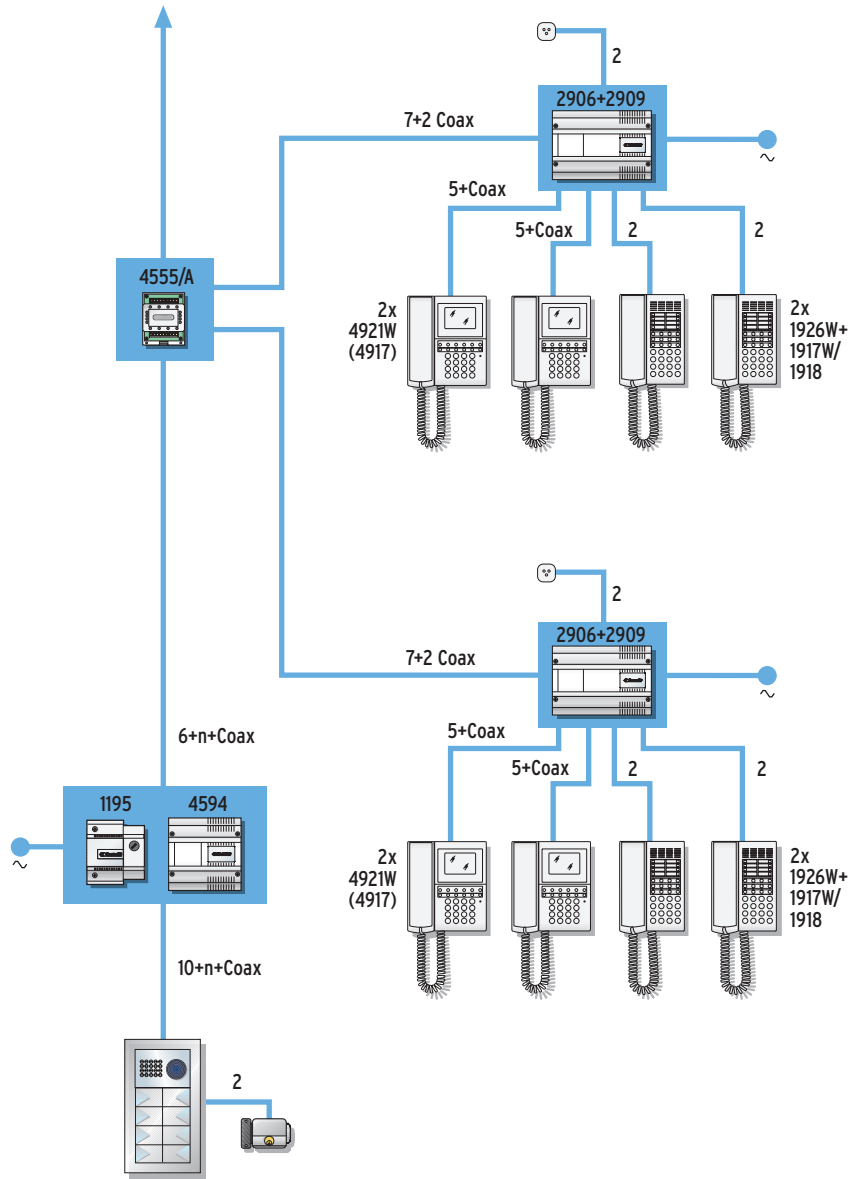 2
2906+2909
7+2 Coax
∼
5+Coax
5+Coax
2
2
4555/A
2x
4921W
(4917)
2x
1926W+
1917W/
1918
2
2906+2909
7+2 Coax
∼
6+n+Coax
5+Coax
5+Coax
2
2
1195
4594
∼
2x
4921W
(4917)
2x
1926W+
1917W/
1918
10+n+Coax
2